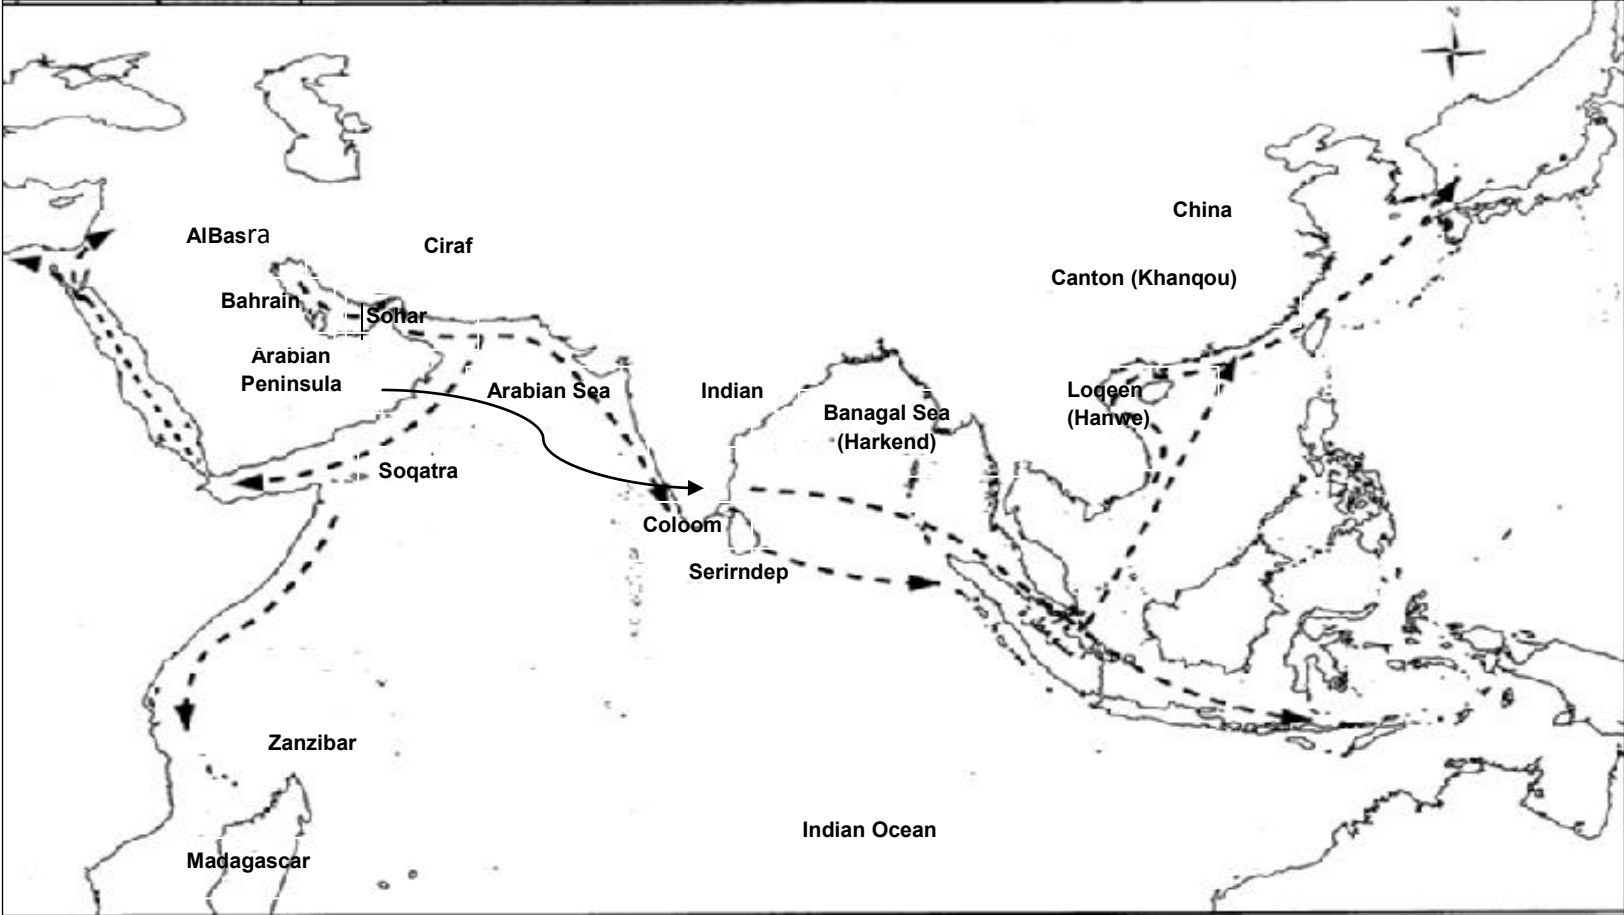 China
AlBasra
Ciraf
Canton (Khanqou)
Bahrain
Sohar
Arabian
Peninsula
Arabian Sea
Indian
Loqeen
(Hanwe)
Banagal Sea
(Harkend)
Soqatra
Coloom
Serirndep
Zanzibar
Indian Ocean
Madagascar